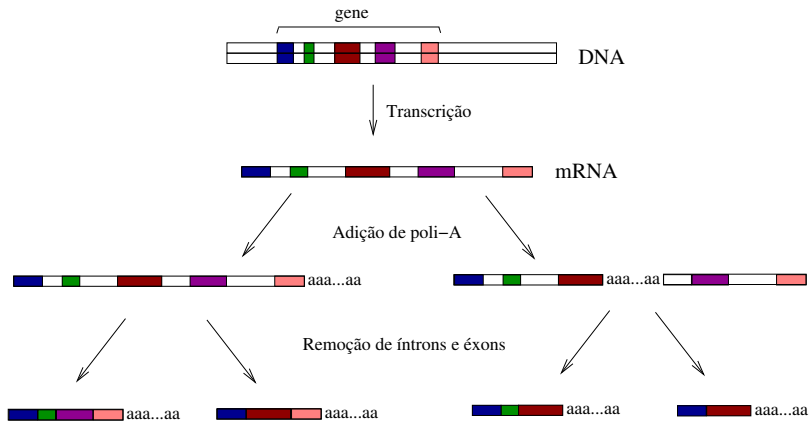 gene
DNA
Transcrição
mRNA
Adição de poli-A
aaa...aa
aaa...aa
Remoção de íntrons e éxons
aaa...aa
aaa...aa
aaa...aa
aaa...aa